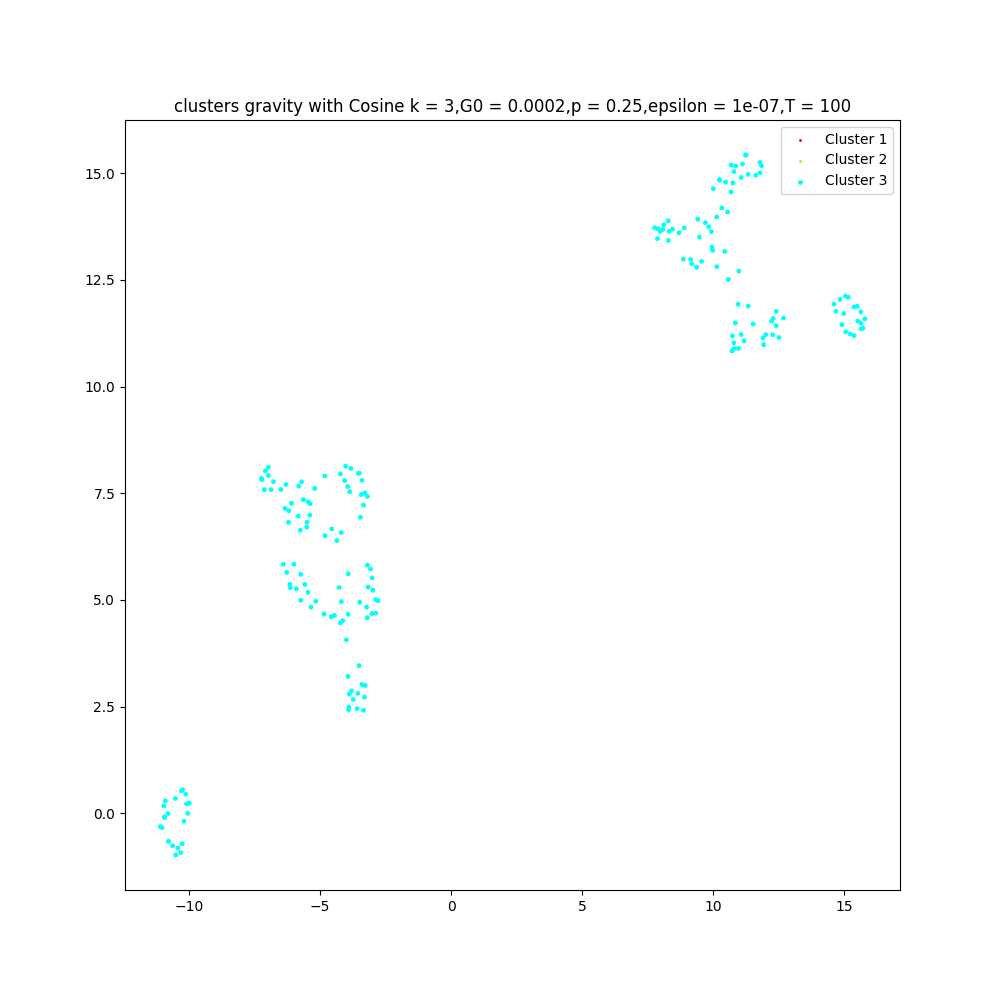 clusters gravity with Cosine k = 3,G0 = 0.0002,p = 0.25,epsilon = 1e-07,T = 100
Cluster 1
Cluster 2
Cluster 3
15.0
12.5
10.0
7.5
5.0
2.5
0.0
−10 −5 0 5 10 15